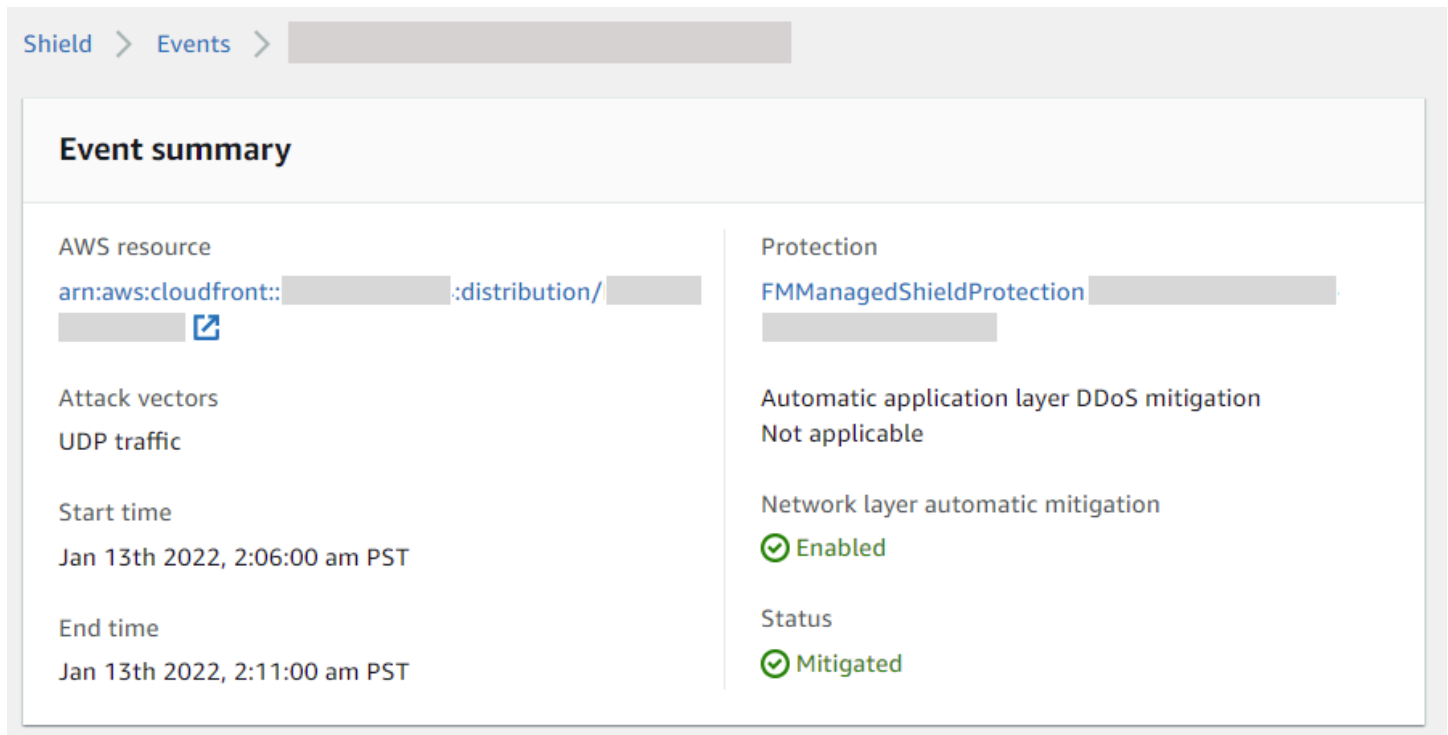 Shield > Events >
Event summary
AWS resource
arn:aws:cloudfront:: :distribution/
Attack vectors
UDP traffic
Start time
Jan 13th 2022, 2:06:00 am PST
End time
Jan 13th 2022, 2:11:00 am PST
Protection
FMManagedShieldProtection
Automatic application layer DDoS mitigation
Not applicable
Network layer automatic mitigation
Enabled
Status
Mitigated